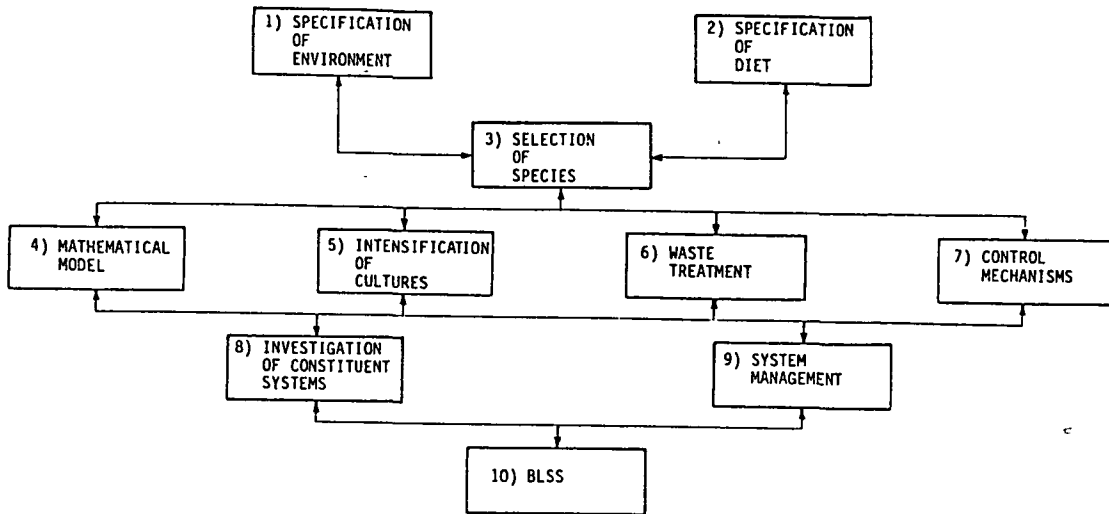 1) SPECIFICATION
OF
ENVIRONMENT
2) SPECIFICATION
OF
DIET
3) SELECTION
OF
SPECIES
4) MATHEMATICAL
MODEL
5) INTENSIFICATION
OF
CULTURES
6) WASTE
TREATMENT
7) CONTROL
MECHANISMS
8) INVESTIGATION
OF CONSTITUENT
SYSTEMS
9) SYSTEM
MANAGEMENT
10) BLSS